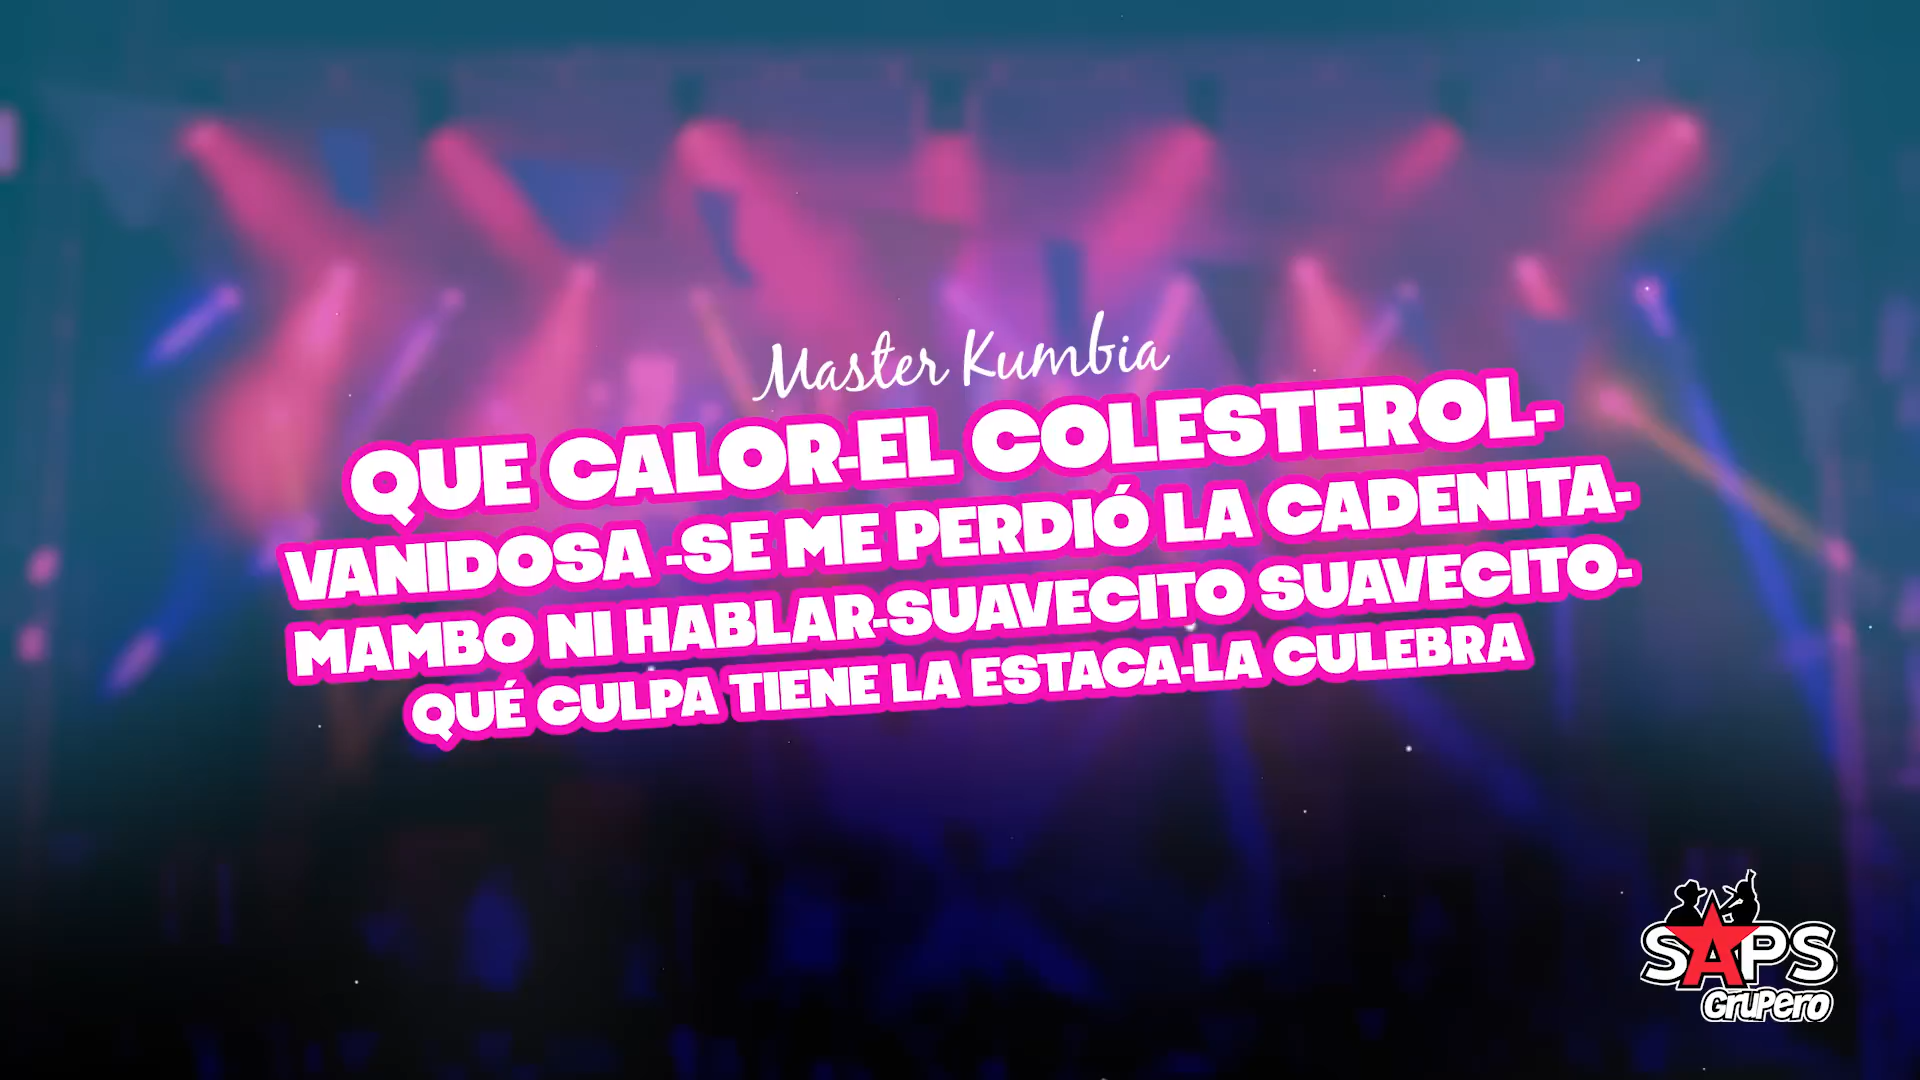 Master Kumbia
QUE CALOR-EL COLESTEROL-
VANIDOSA -SE ME PERDIÓ LA CADENITA-
MAMBO NI HABLAR-SUAVECITO SUAVECITO-
QUÉ CULPA TIENE LA ESTACA-LA CULEBRA
SAPS
GRUPERO